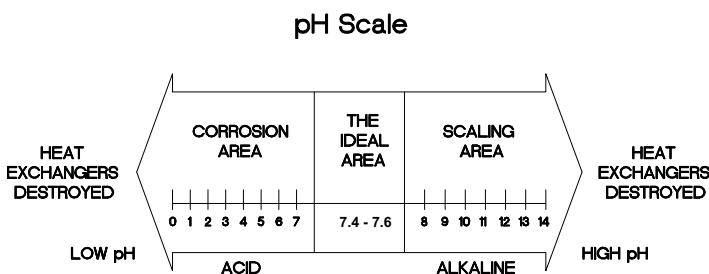 pH Scale
CORROSION
AREA
THE
IDEAL
AREA
SCALING
AREA
HEAT
EXCHANGERS
DESTROYED
HEAT
EXCHANGERS
DESTROYED
0 1 2 3 4 5 6 7
7.4 - 7.6
8 9 10 11 12 13 14
LOW pH
ACID
ALKALINE
HIGH pH